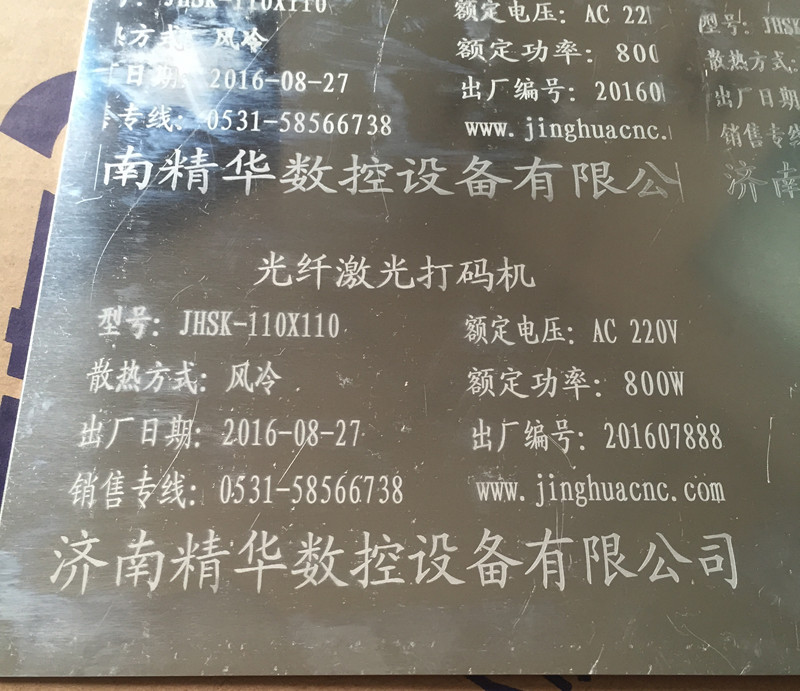 号: JHSK-110X110
额定电压: AC 22
型号: JHSK
热方式: 风冷
额定功率: 800
散热方式:
厂日期: 2016-08-27
出厂编号: 20160
出厂日期
售专线: 0531-58566738
www.jinghuacnc.
销售专线
南精华数控设备有限公
济南
光纤激光打码机
型号: JHSK-110X110
额定电压: AC 220V
散热方式: 风冷
额定功率: 800W
出厂日期: 2016-08-27
出厂编号: 201607888
销售专线: 0531-58566738
www.jinghuacnc.com
济南精华数控设备有限公司